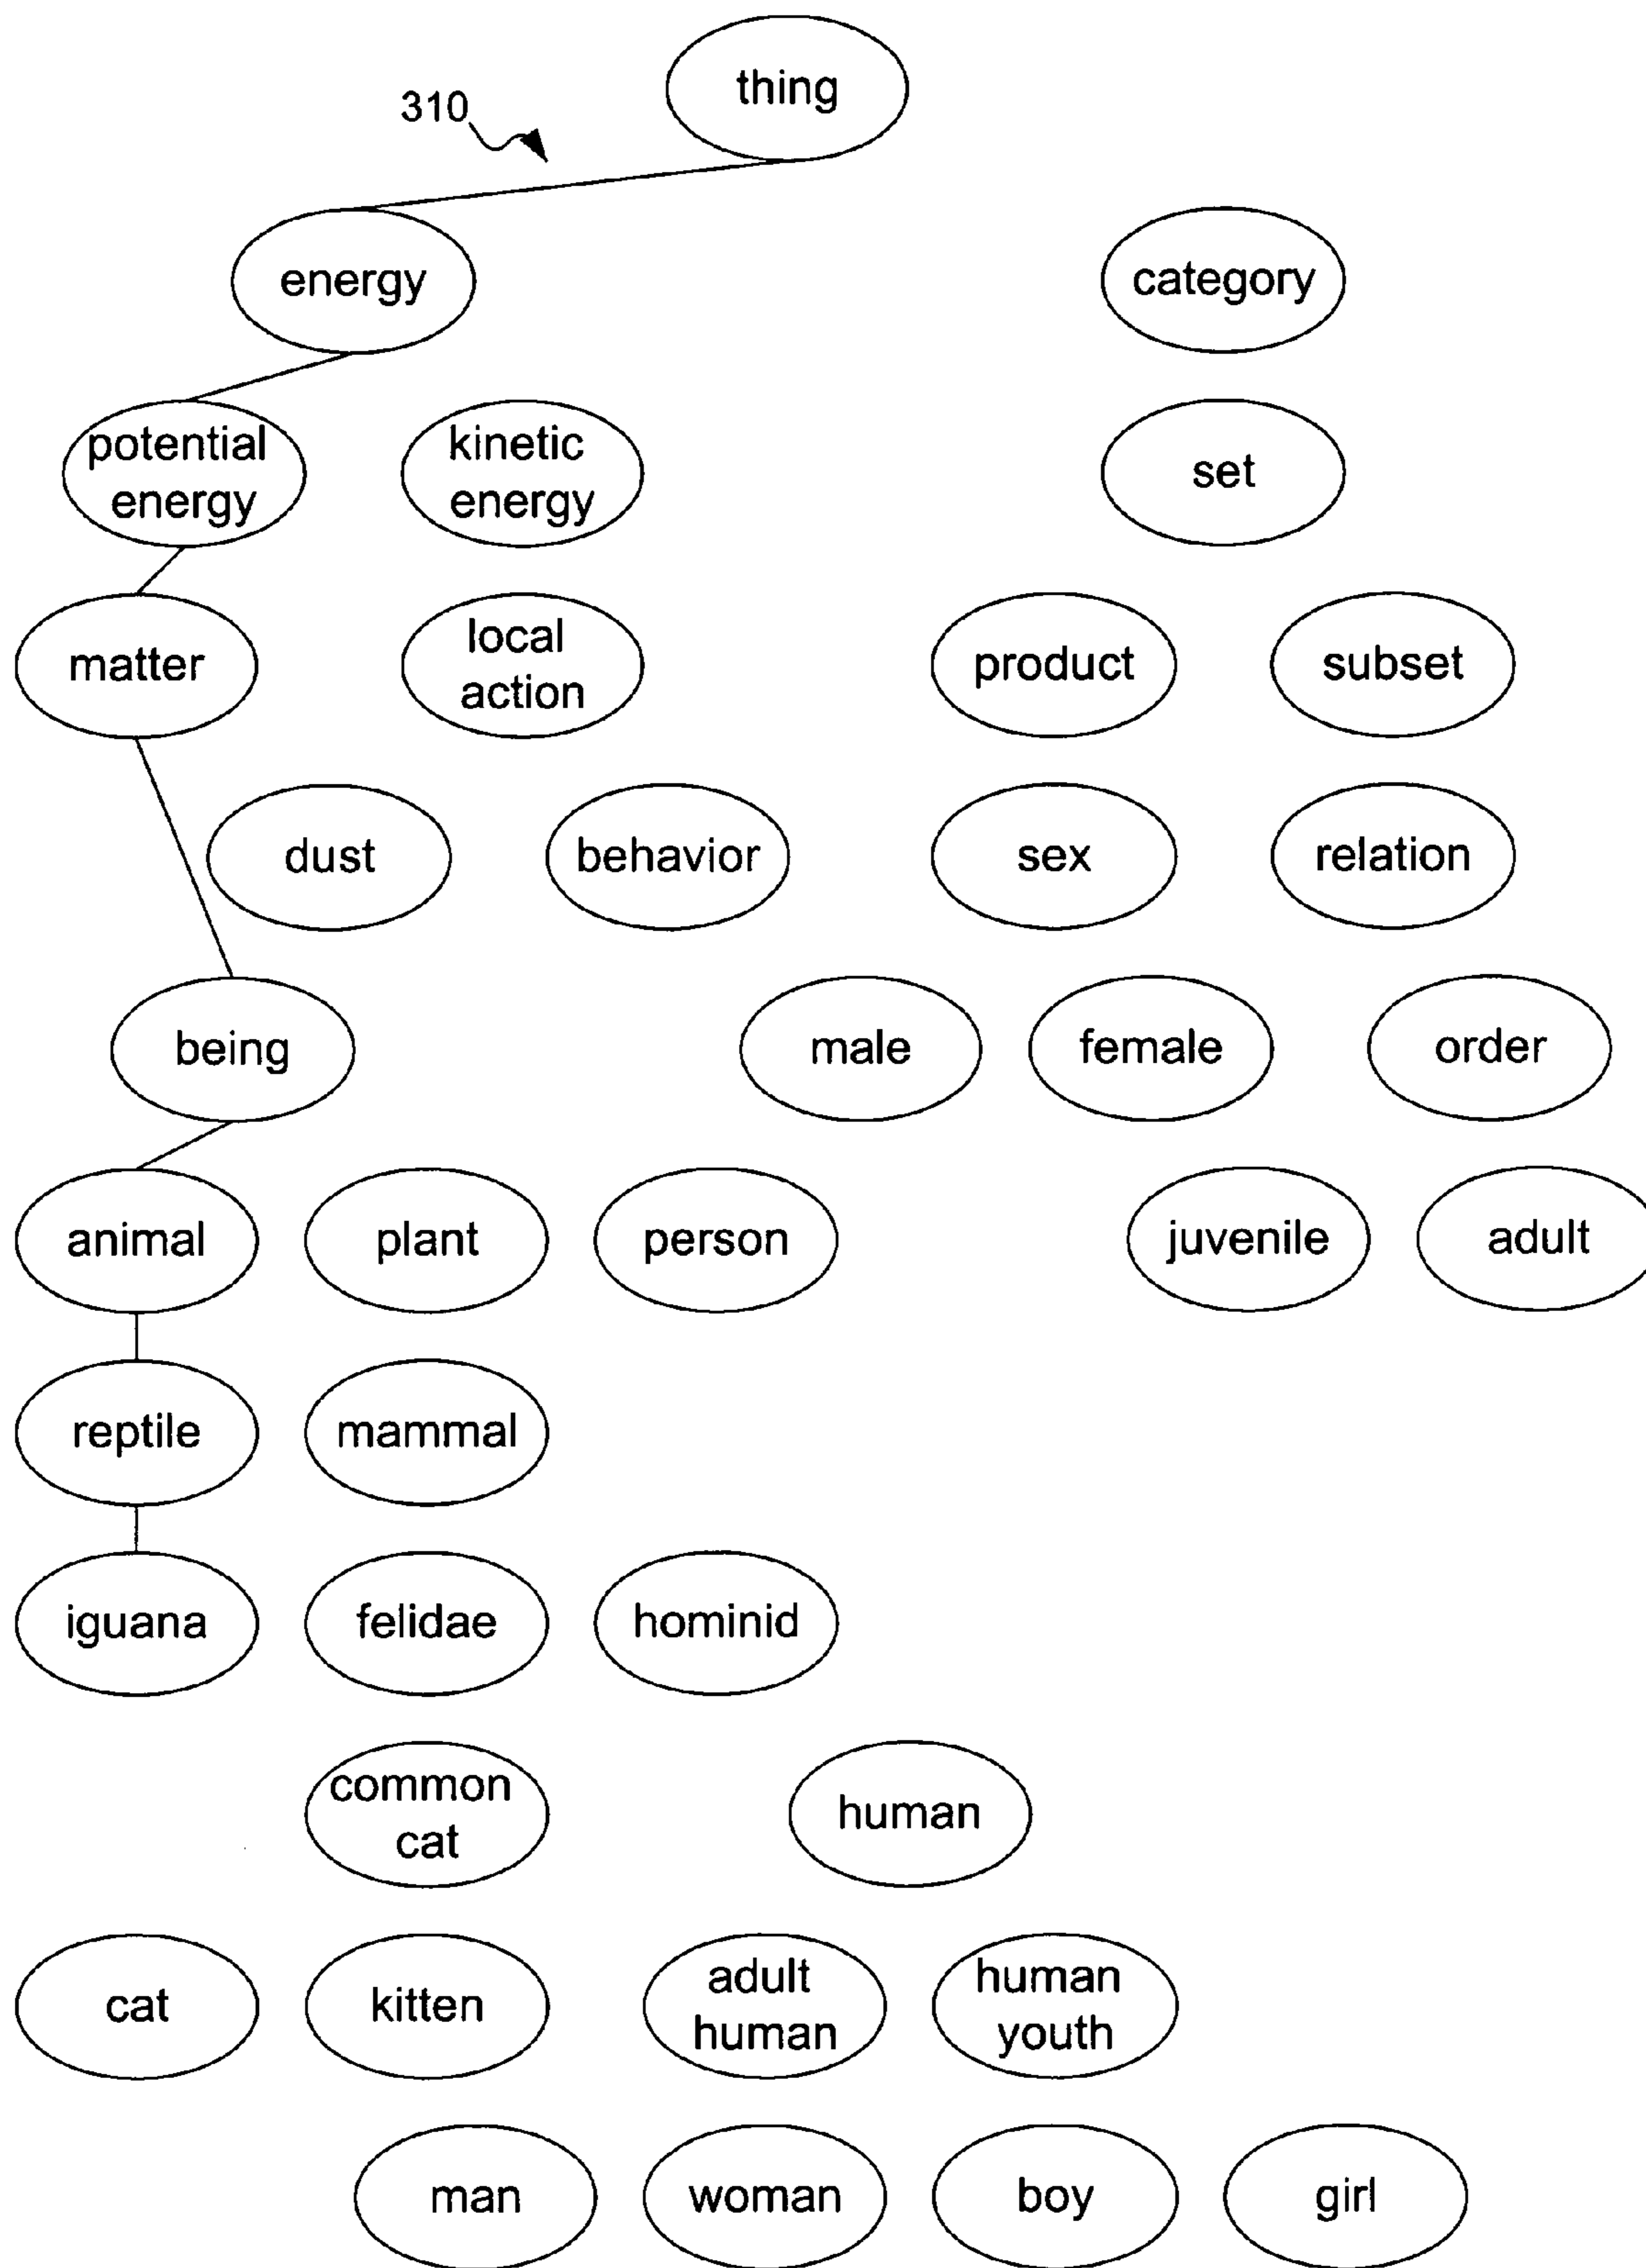 thing
310
energy
category
potential
energy
kinetic
energy
set
matter
local
action
product
subset
dust
behavior
sex
relation
being
male
female
order
animal
plant
person
juvenile
adult
reptile
mammal
iguana
felidae
hominid
common
cat
human
cat
kitten
adult
human
human
youth
man
woman
boy
girl